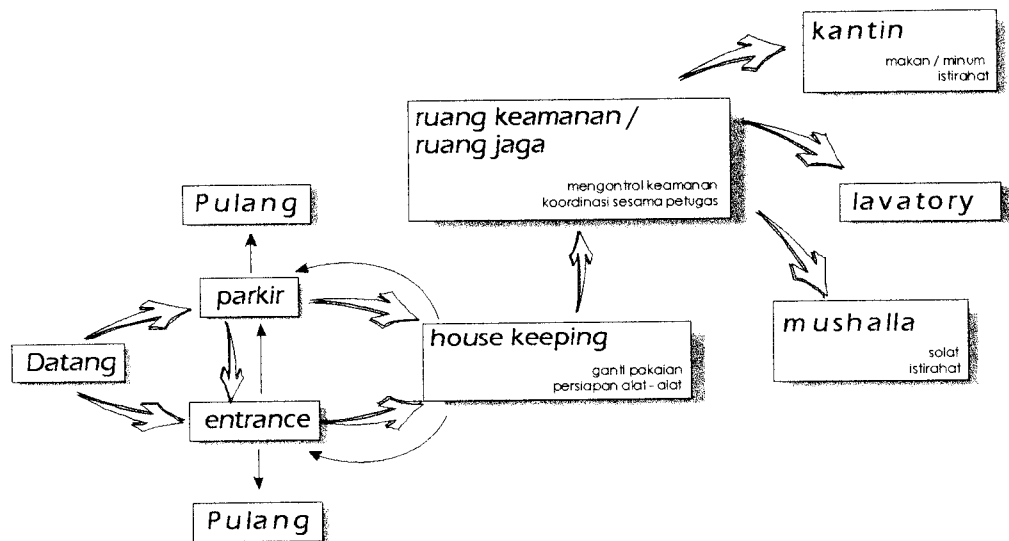 kantin
makan / minum
istirahat
ruang keamanan /
ruang jaga
mengontrol keamanan
koordinasi sesama petugas
lavatory
Pulang
parkir
mushalla
solat
istirahat
house keeping
ganti pakaian
persiapan alat - alat
Datang
entrance
Pulang